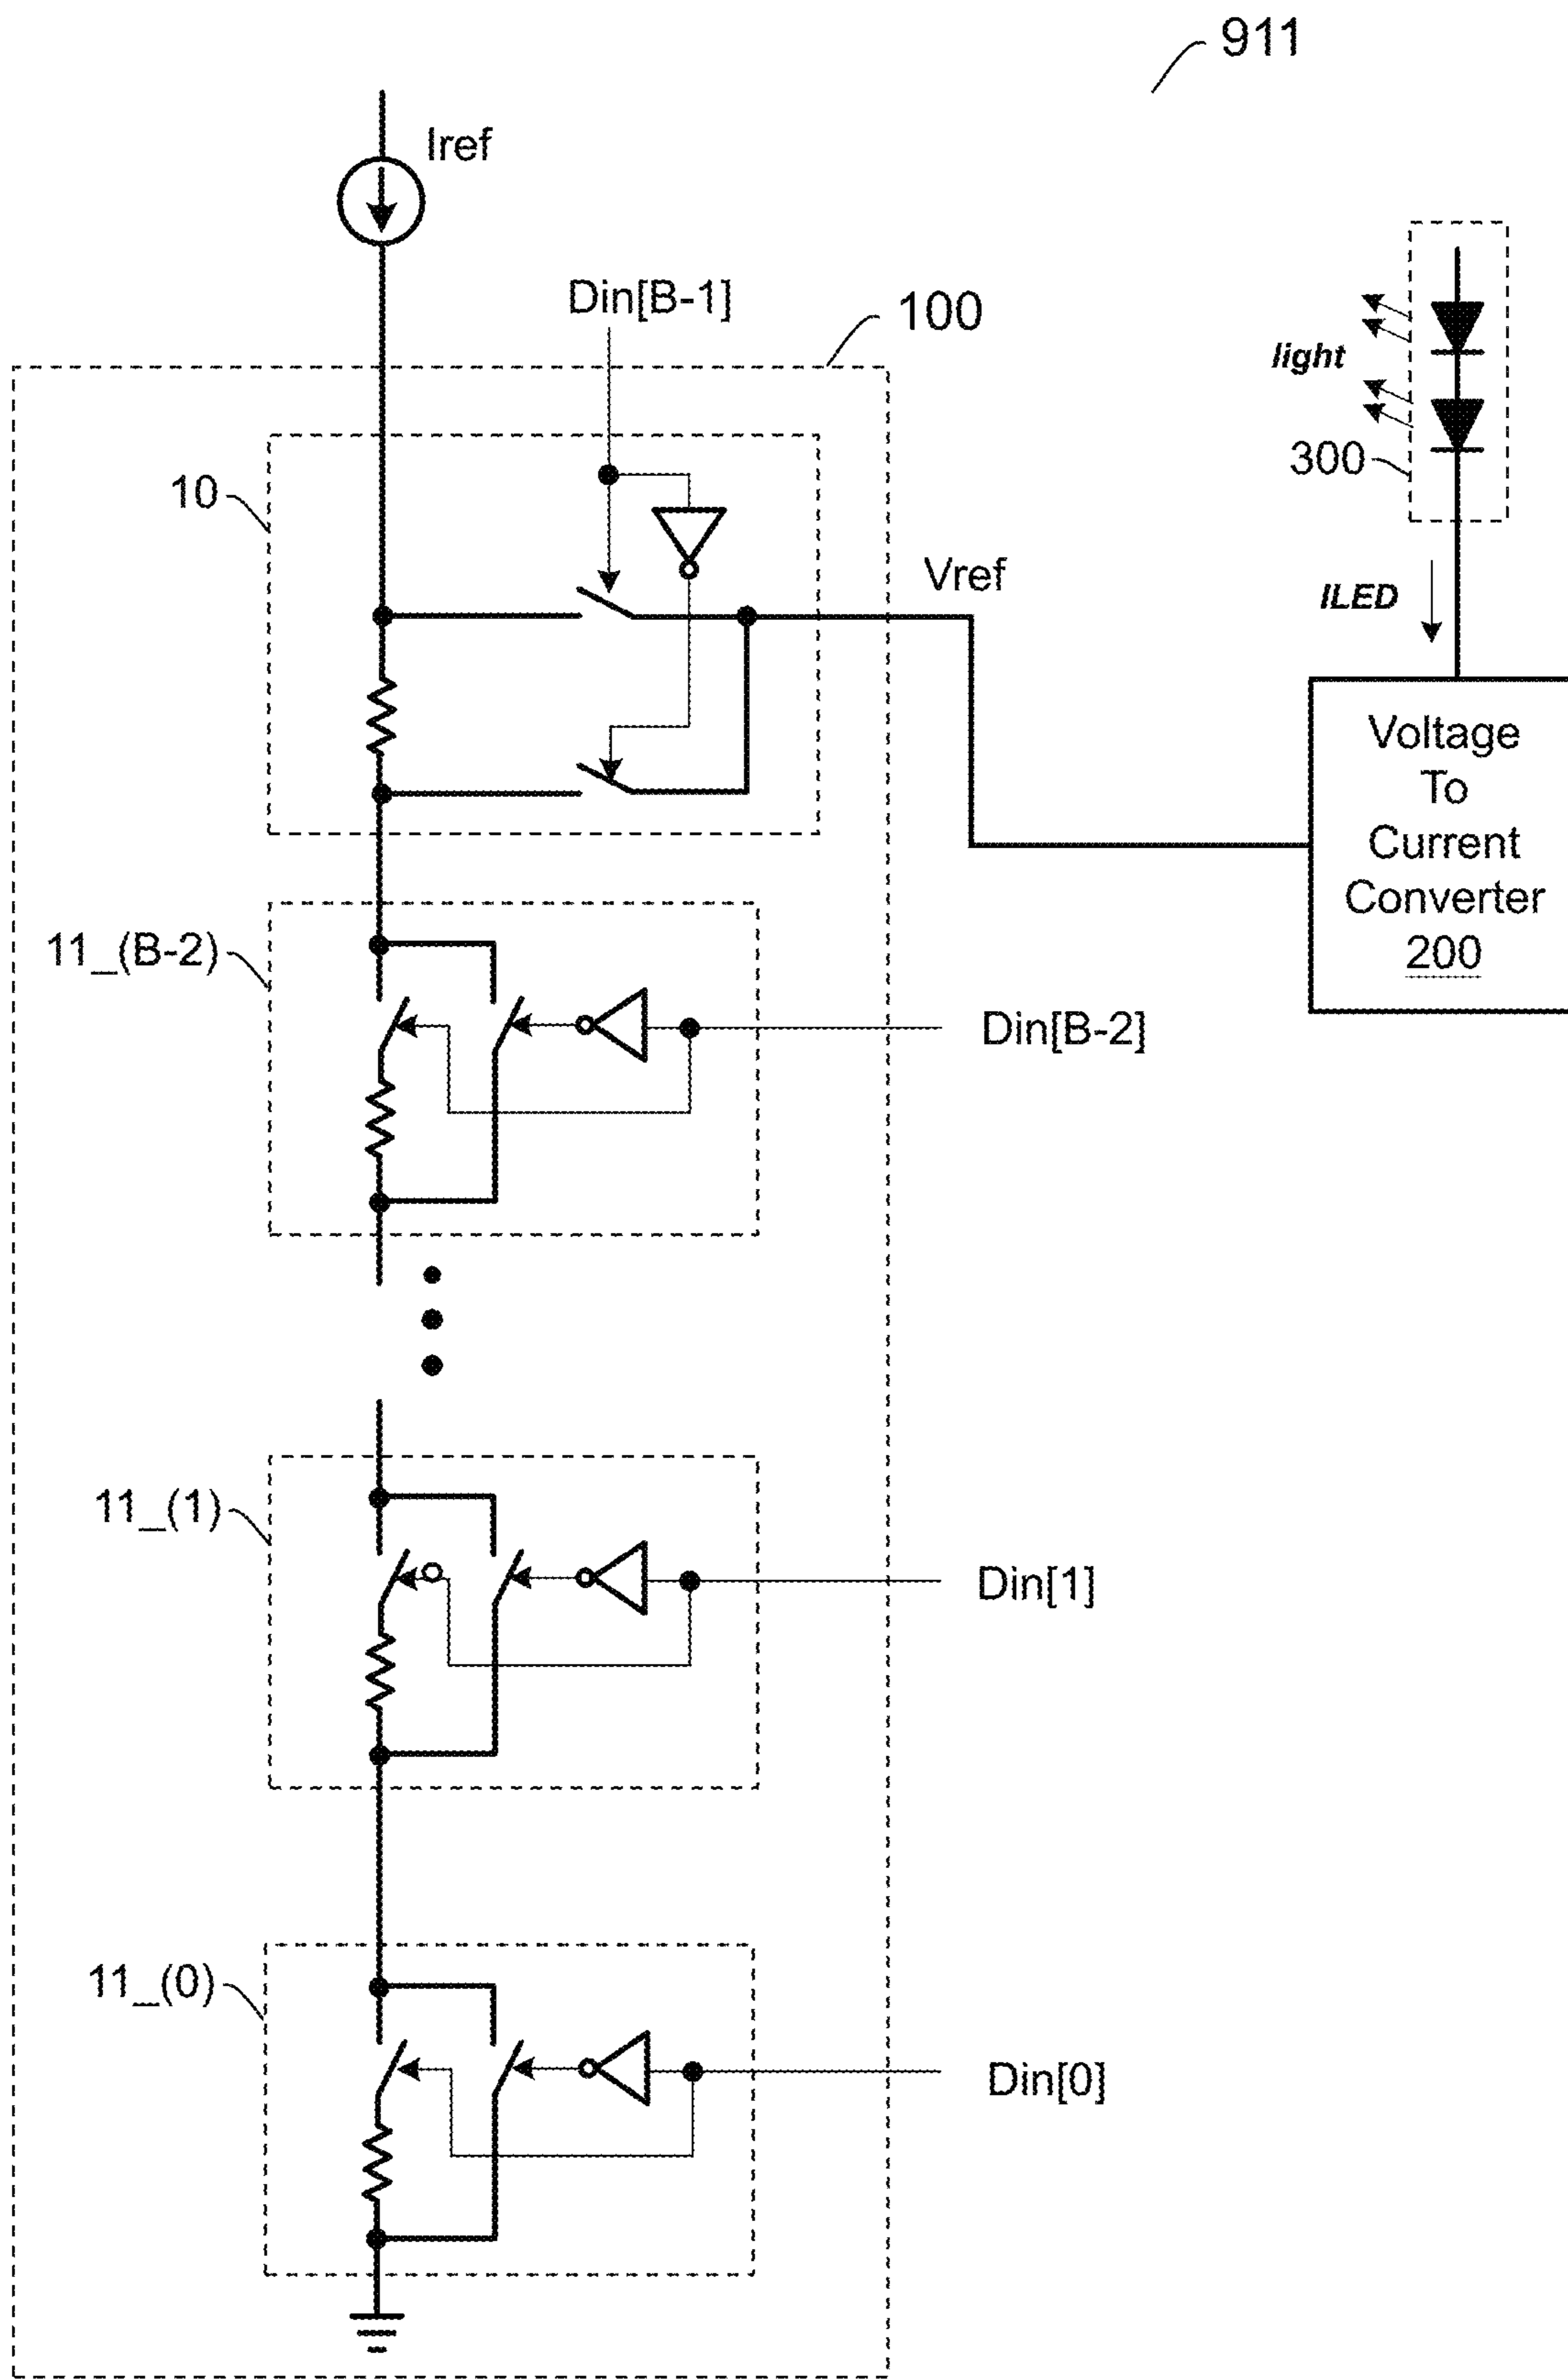 911
Iref
Din[B-1]
100
light
10
300
Vref
ILED
Voltage
To
Current
Converter
200
11_(B-2)
Din[B-2]
11_(1)
Din[1]
11_(0)
Din[0]